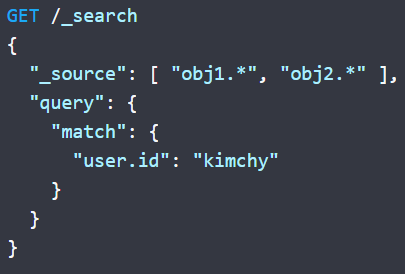 GET /_search
{
  "_source": [ "obj1.*", "obj2.*" ],
  "query": {
    "match": {
      "user.id": "kimchy"
    }
  }
}